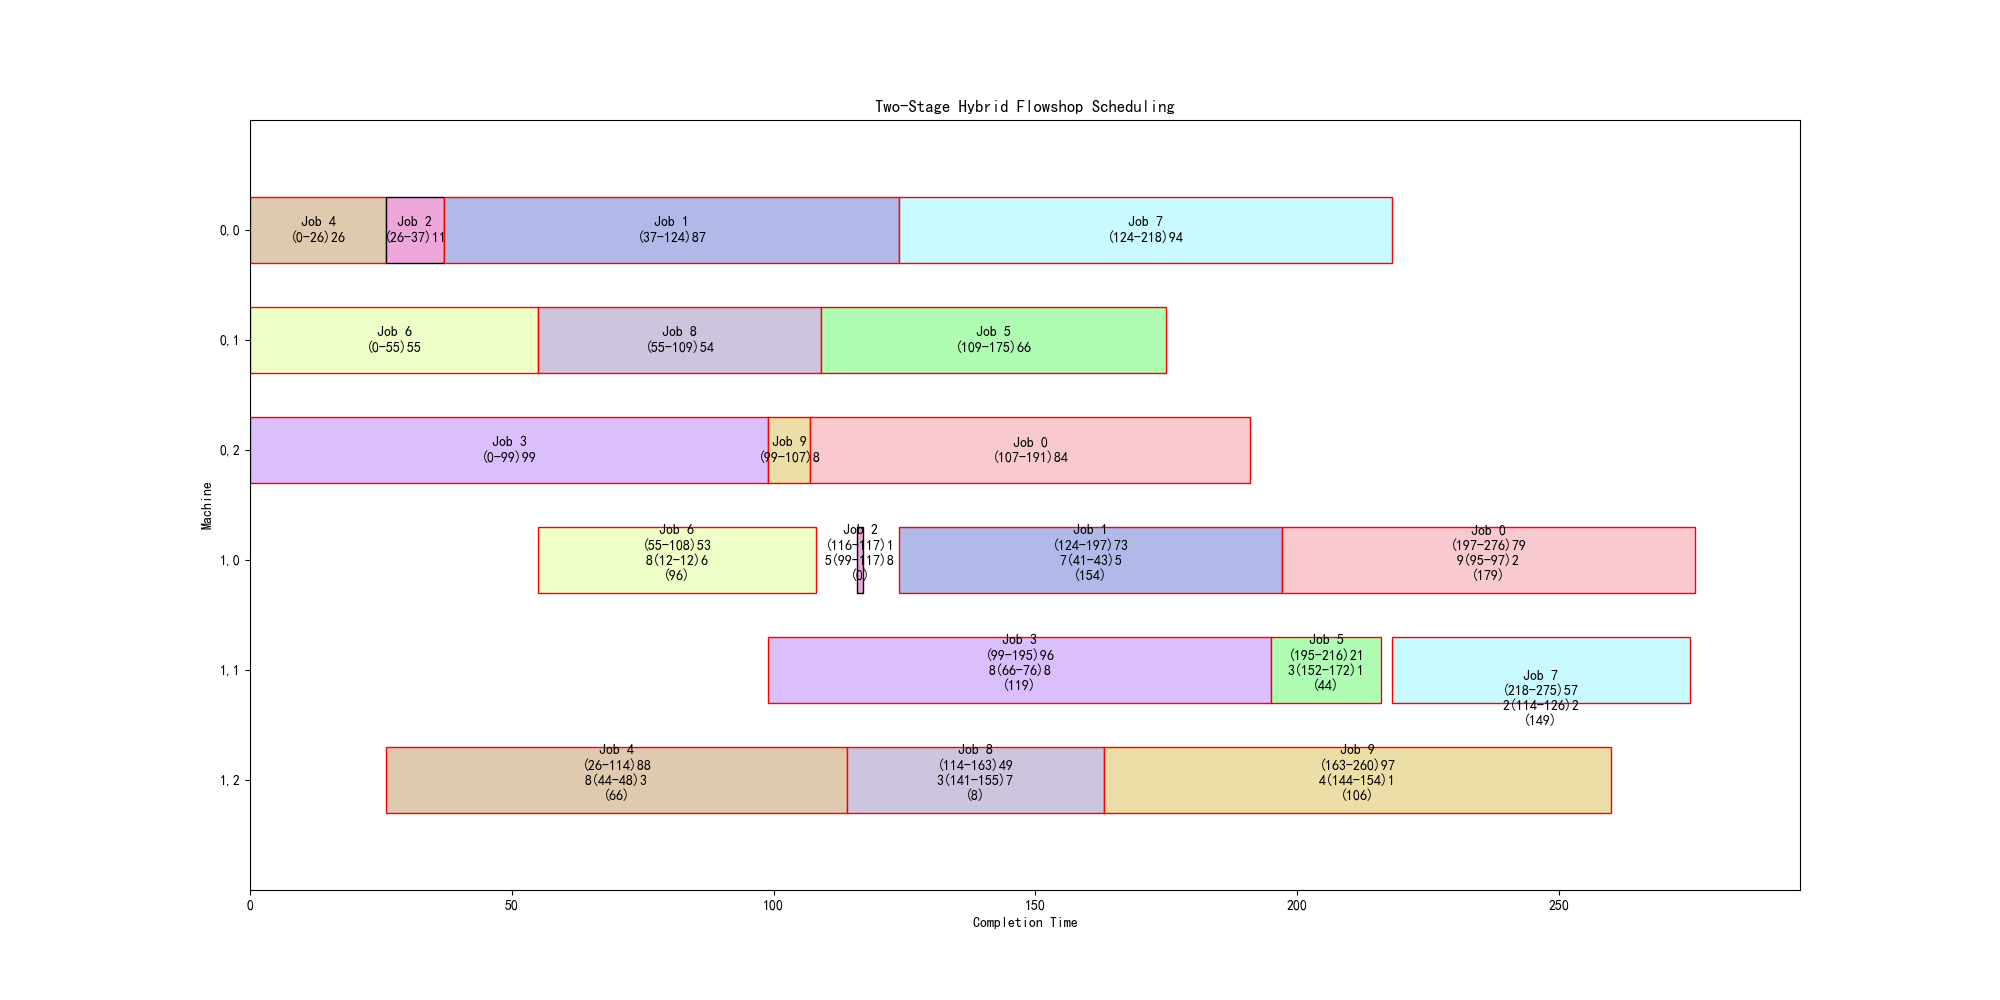 Two-Stage Hybrid Flowshop Scheduling
Machine
0,0
Job 4
(0-26)26
Job 2
(26-37)11
Job 1
(37-124)87
Job 7
(124-218)94
0,1
Job 6
(0-55)55
Job 8
(55-109)54
Job 5
(109-175)66
0,2
Job 3
(0-99)99
Job 9
(99-107)8
Job 0
(107-191)84
1,0
Job 6
(55-108)53
8(12-12)6
(96)
Job 2
(116-117)1
5(99-117)8
(0)
Job 1
(124-197)73
7(41-43)5
(154)
Job 0
(197-276)79
9(95-97)2
(179)
1,1
Job 3
(99-195)96
8(66-76)8
(119)
Job 5
(195-216)21
3(152-172)1
(44)
Job 7
(218-275)57
2(114-126)2
(149)
1,2
Job 4
(26-114)88
8(44-48)3
(66)
Job 8
(114-163)49
3(141-155)7
(8)
Job 9
(163-260)97
4(144-154)1
(106)
0 50 100 150 200 250
Completion Time